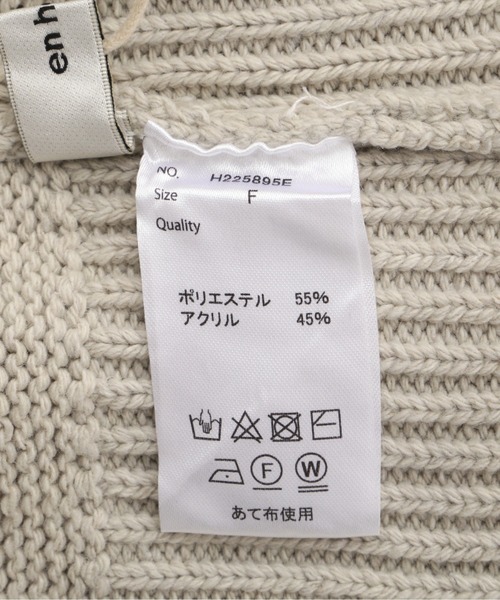 en
NO. H225895E
Size F
Quality
ポリエステル 55%
アクリル 45%
F W
あて布使用